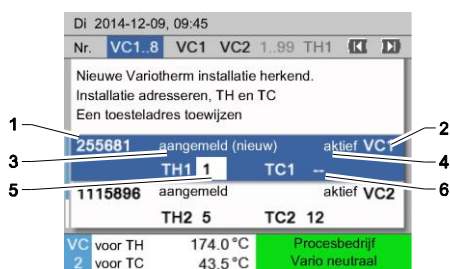 Di 2014-12-09, 09:45
Nr. VC1..8 VC1 VC2 1..99 TH1
Nieuwe Variotherm installatie herkend.
Installatie adresseren, TH en TC
Een toesteladres toewijzen
1
2
255681 aangemeld (nieuw) aktief VC1
3
4
TH1 1 TC1 --
5
6
1115896 aangemeld aktief VC2
TH2 5 TC2 12
VC voor TH 174.0 °C Procesbedrijf
2 voor TC 43.5 °C Vario neutraal